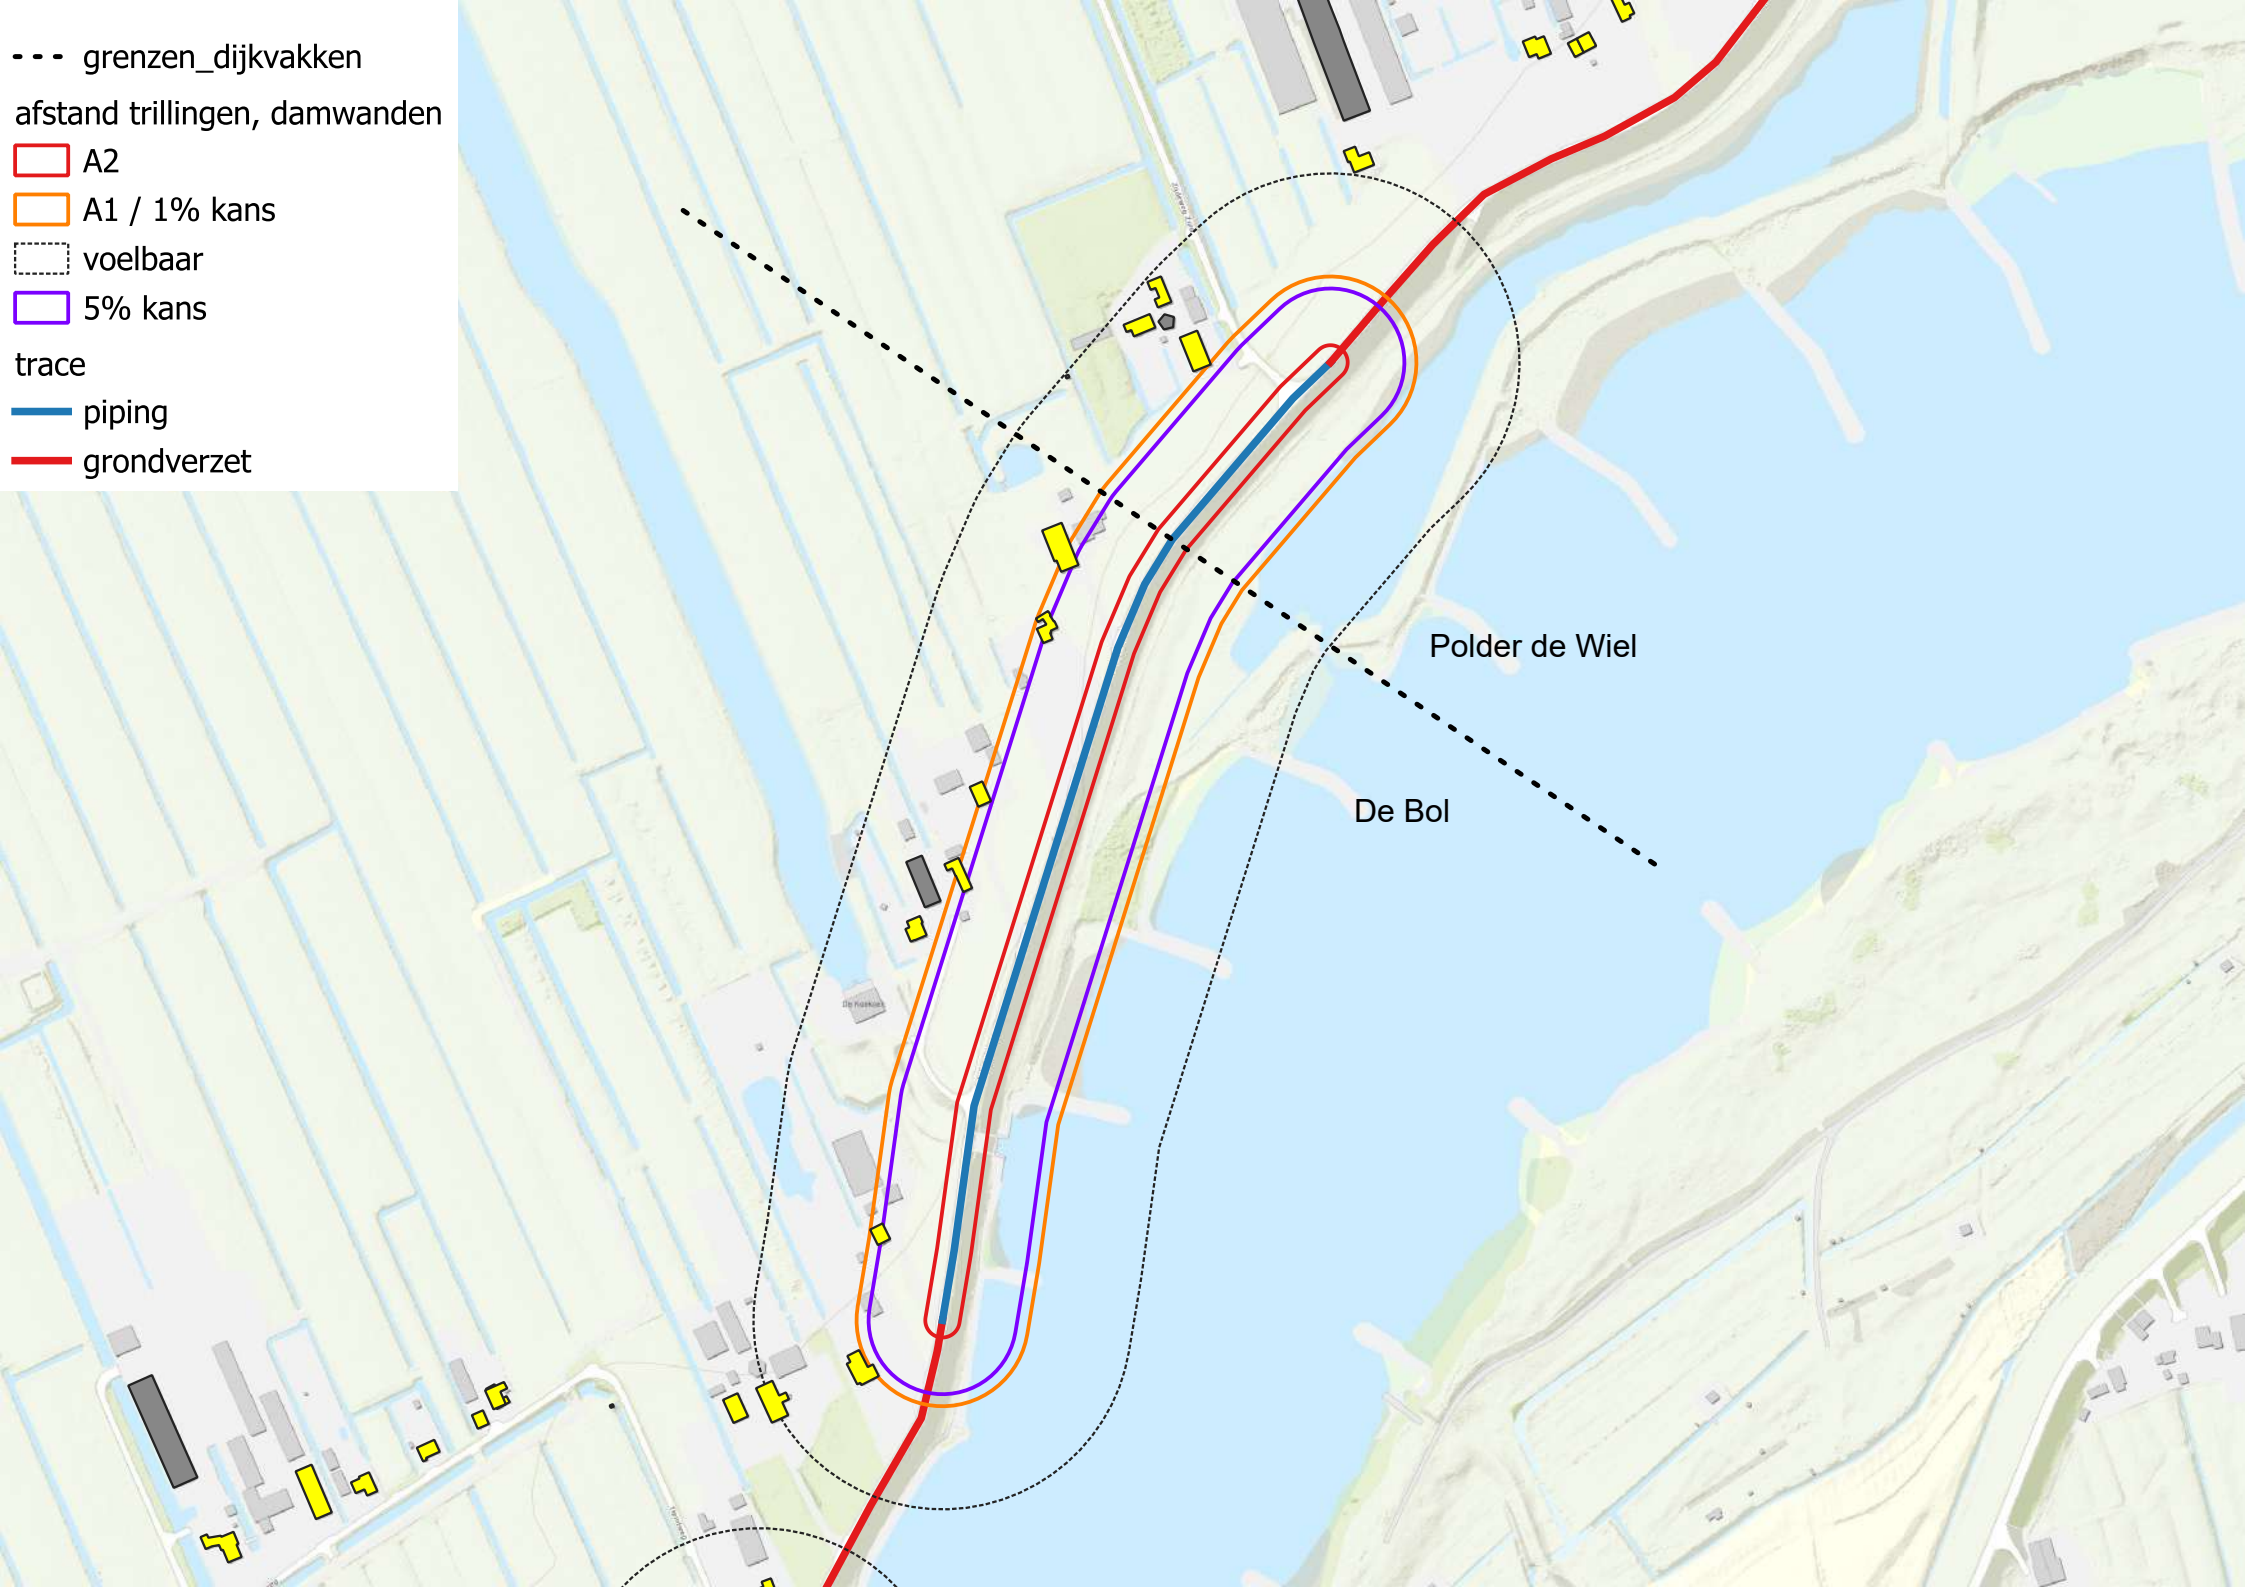 grenzen_dijkvakken
afstand trillingen, damwanden
A2
A1 / 1% kans
voelbaar
5% kans
trace
piping
grondverzet
Polder de Wiel
De Bol